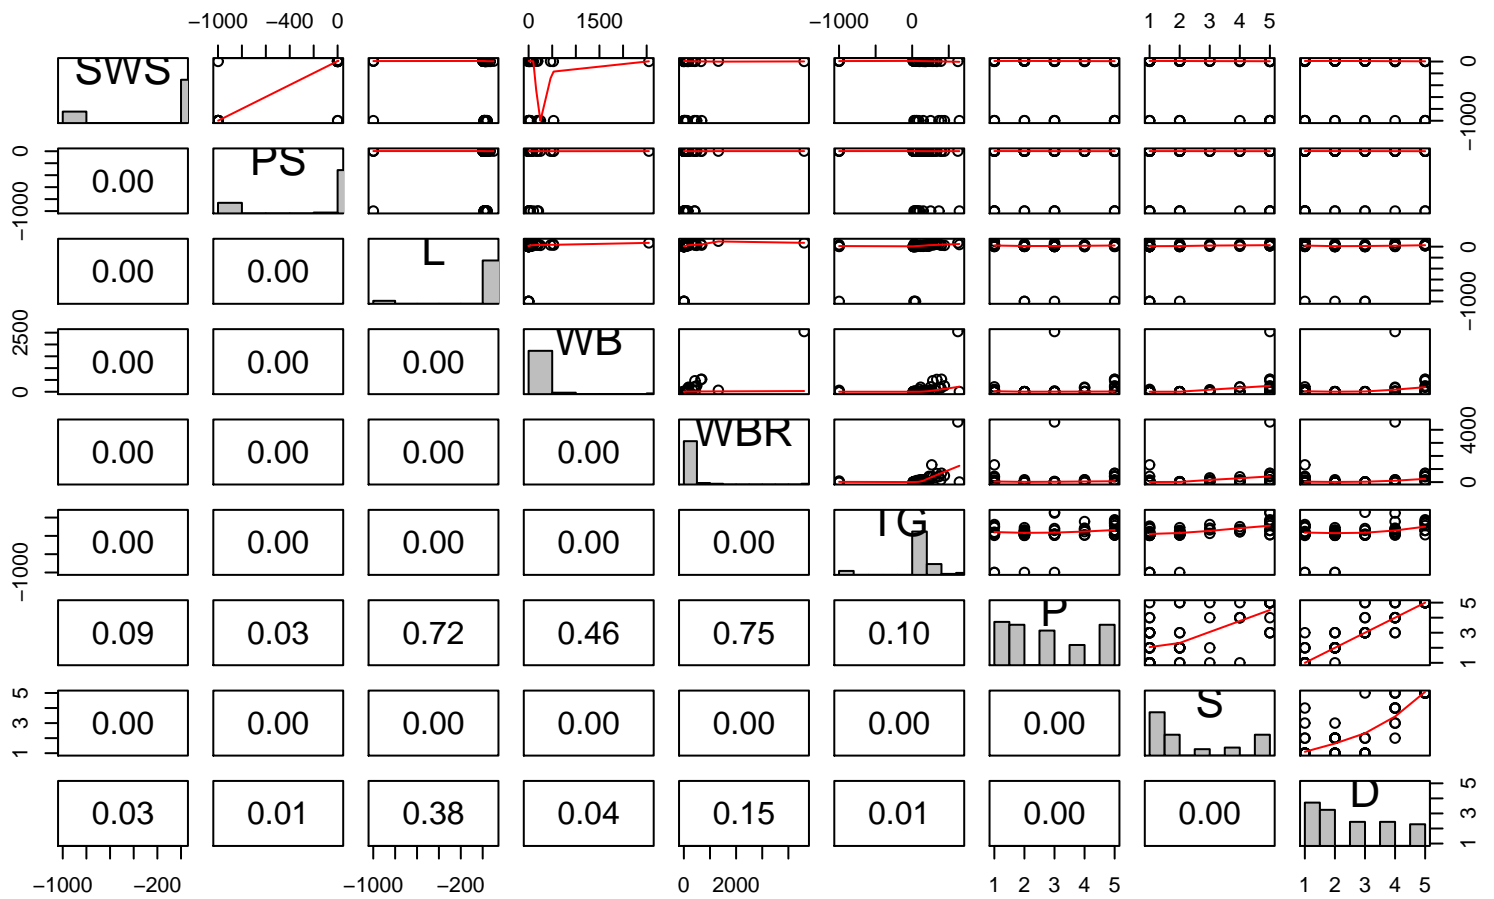 −1000 −400 0 0 1500 −1000 0 1 2 3 4 5
SWS −1000 0
0 −1000 0.00 PS
0.00 0.00 L −1000 0
2500 0 0.00 0.00 0.00 WB
0.00 0.00 0.00 0.00 WBR 0 4000
−1000 0.00 0.00 0.00 0.00 0.00 TG
0.09 0.03 0.72 0.46 0.75 0.10 P 1 3 5
5 3 1 0.00 0.00 0.00 0.00 0.00 0.00 0.00 S
0.03 0.01 0.38 0.04 0.15 0.01 0.00 0.00 D 1 3 5
−1000 −200 −1000 −200 0 2000 1 2 3 4 5 1 2 3 4 5